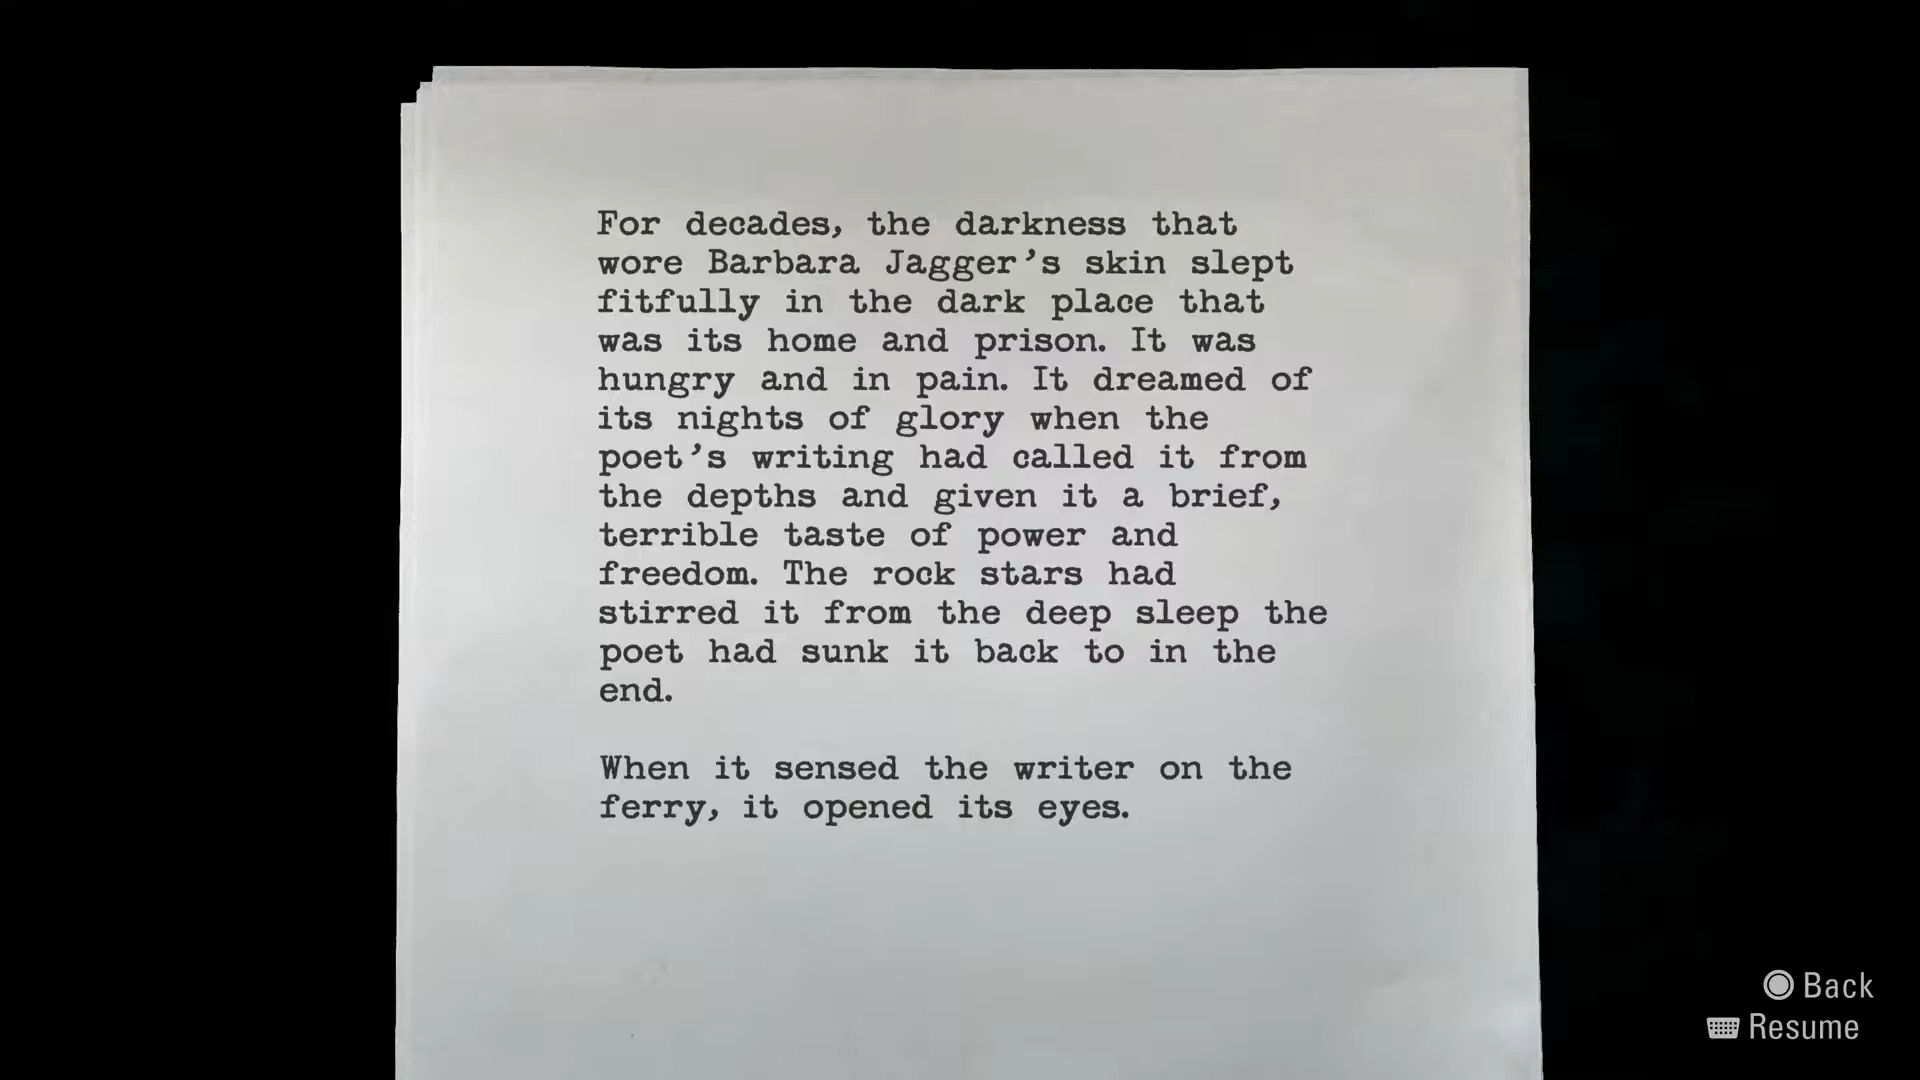 For decades, the darkness that
wore Barbara Jagger’s skin slept
fitfully in the dark place that
was its home and prison. It was
hungry and in pain. It dreamed of
its nights of glory when the
poet’s writing had called it from
the depths and given it a brief,
terrible taste of power and
freedom. The rock stars had
stirred it from the deep sleep the
poet had sunk it back to in the
end.
When it sensed the writer on the
ferry, it opened its eyes.
Back
Resume